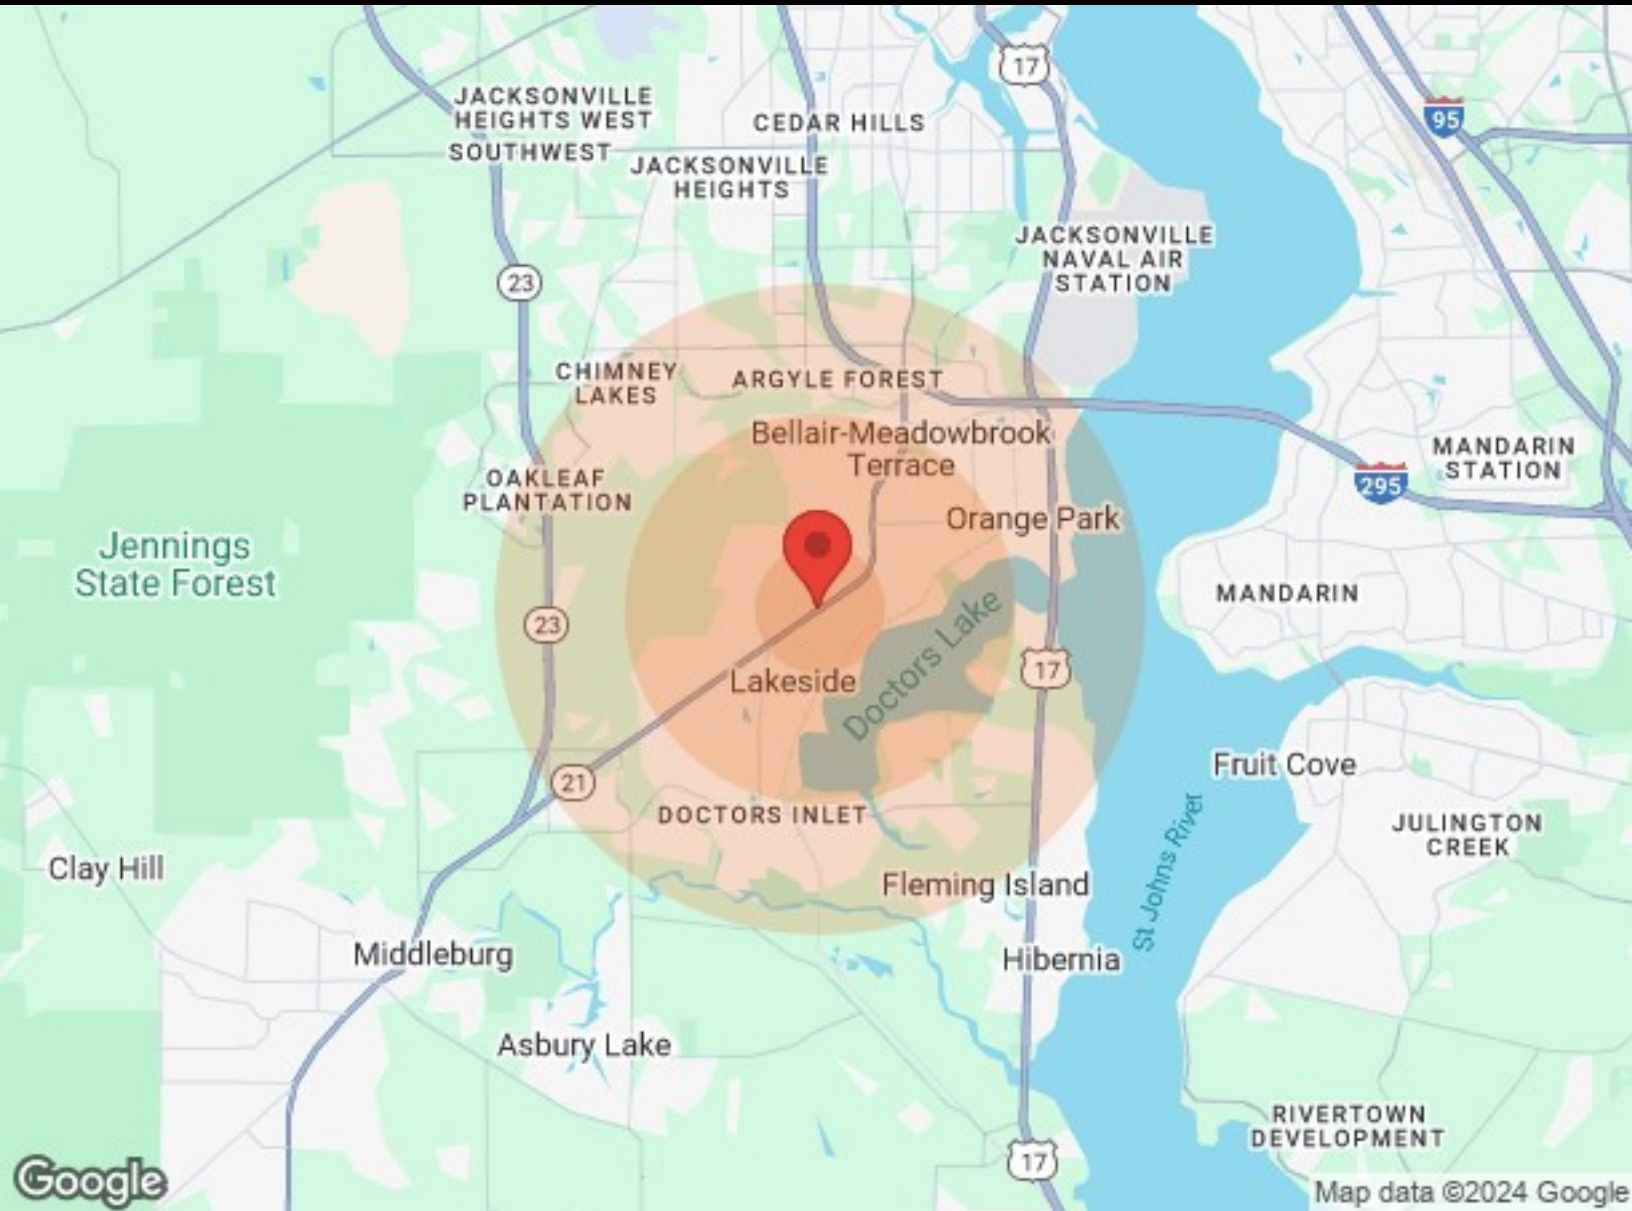 17
JACKSONVILLE
HEIGHTS WEST
CEDAR HILLS
95
SOUTHWEST
JACKSONVILLE
HEIGHTS
JACKSONVILLE
NAVAL AIR
STATION
23
CHIMNEY
LAKES
ARGYLE FOREST
Bellair-Meadowbrook
Terrace
MANDARIN
STATION
OAKLEAF
PLANTATION
295
Orange Park
Jennings
State Forest
MANDARIN
23
Doctors Lake
17
Lakeside
Fruit Cove
21
DOCTORS INLET
JULINGTON
CREEK
St Johns River
Clay Hill
Fleming Island
Middleburg
Hibernia
Asbury Lake
RIVERTOWN
DEVELOPMENT
17
Google
Map data ©2024 Google